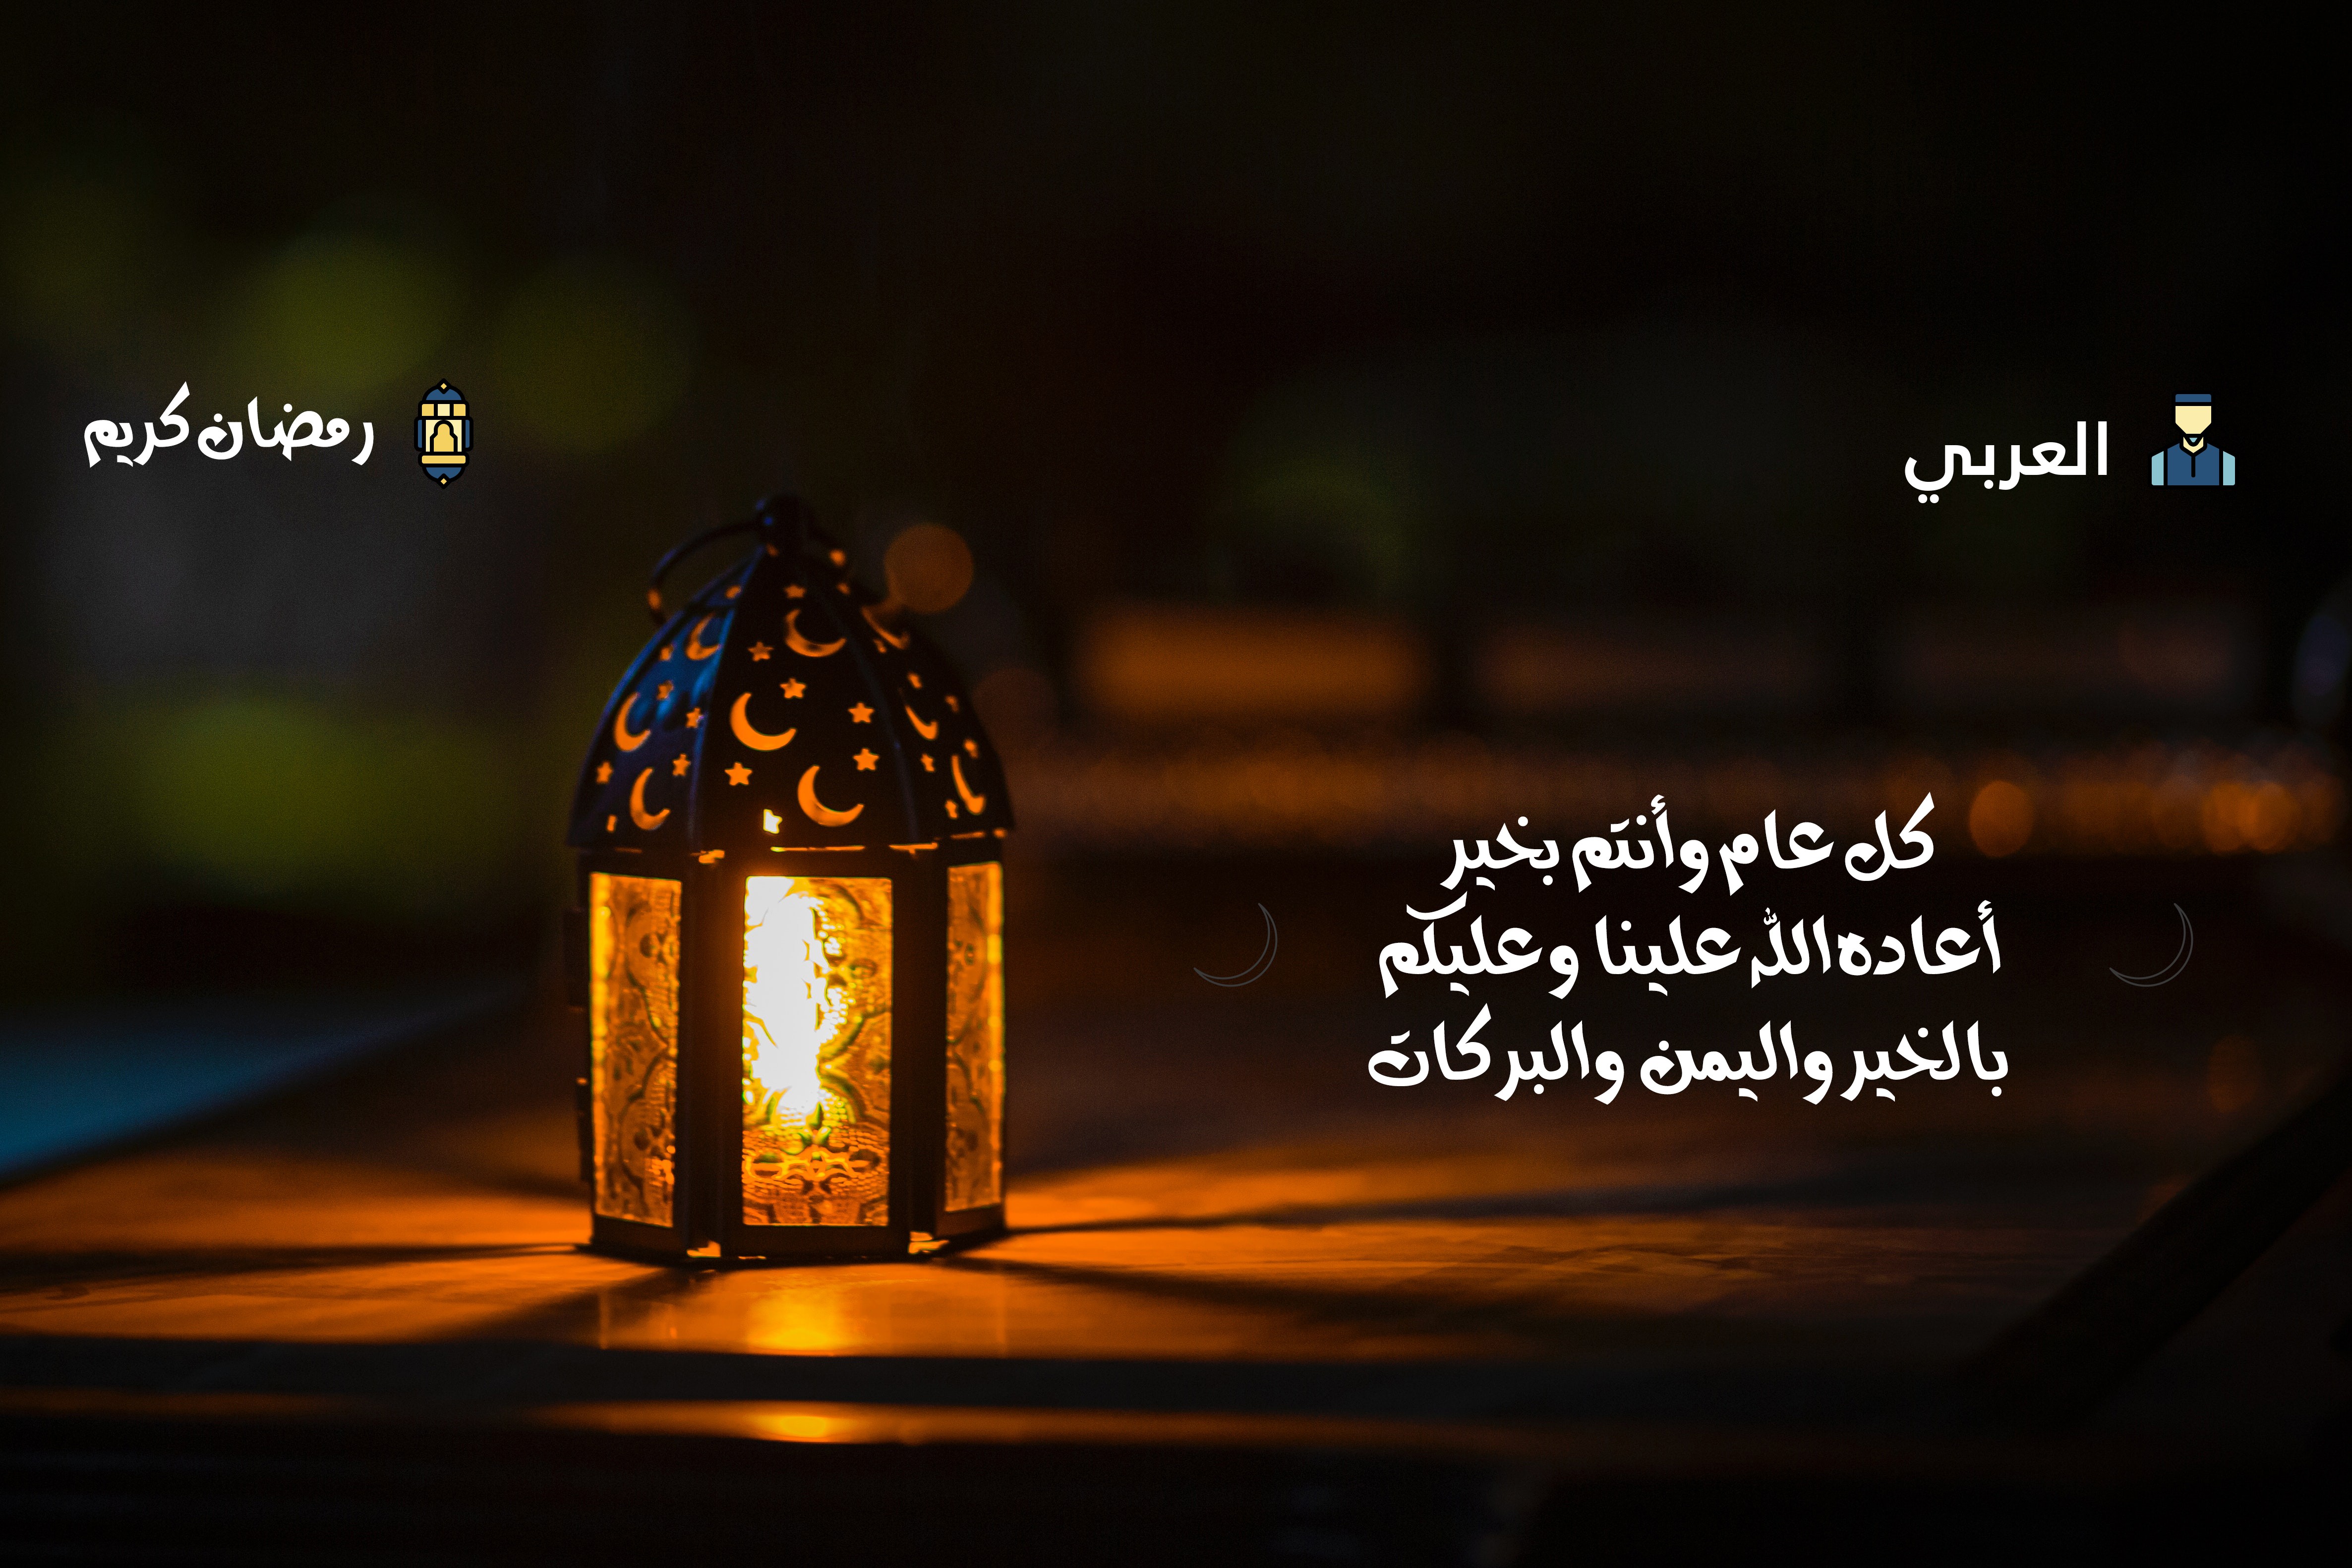 العربي
رمضان كريم
كل عام وأنتم بخير
أعاده الله علينا وعليكم
بالخير واليمن والبركات